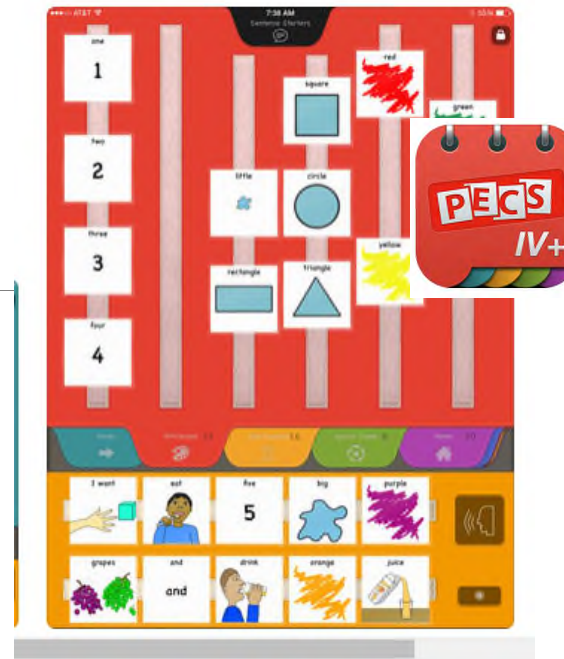 AT&T
7:38 AM
55%
Sentence Starters
one
1
two
2
three
3
four
4
little
rectangle
square
circle
triangle
red
yellow
green
PECS
IV+
I want
eat
five
5
big
purple
grapes
and
and
drink
orange
juice